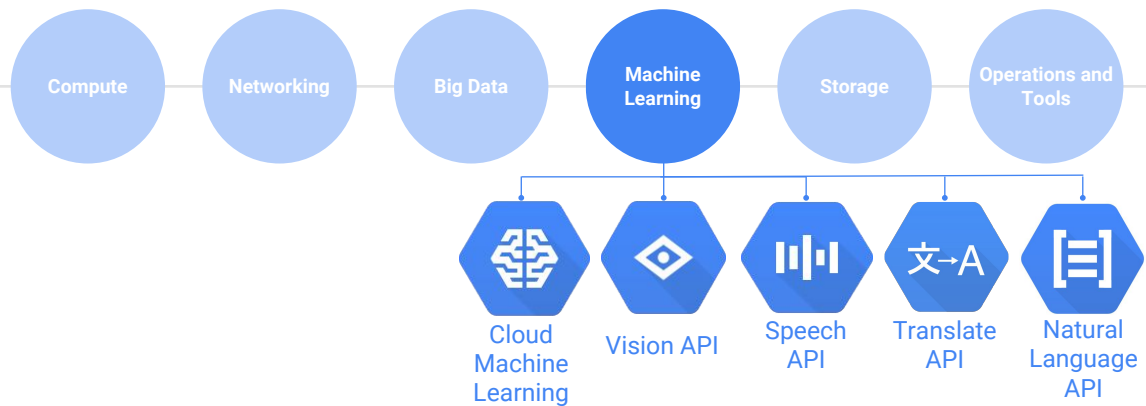 Compute
Networking
Big Data
Machine
Learning
Storage
Operations and
Tools
文→A
Cloud
Machine
Learning
Vision API
Speech
API
Translate
API
Natural
Language
API